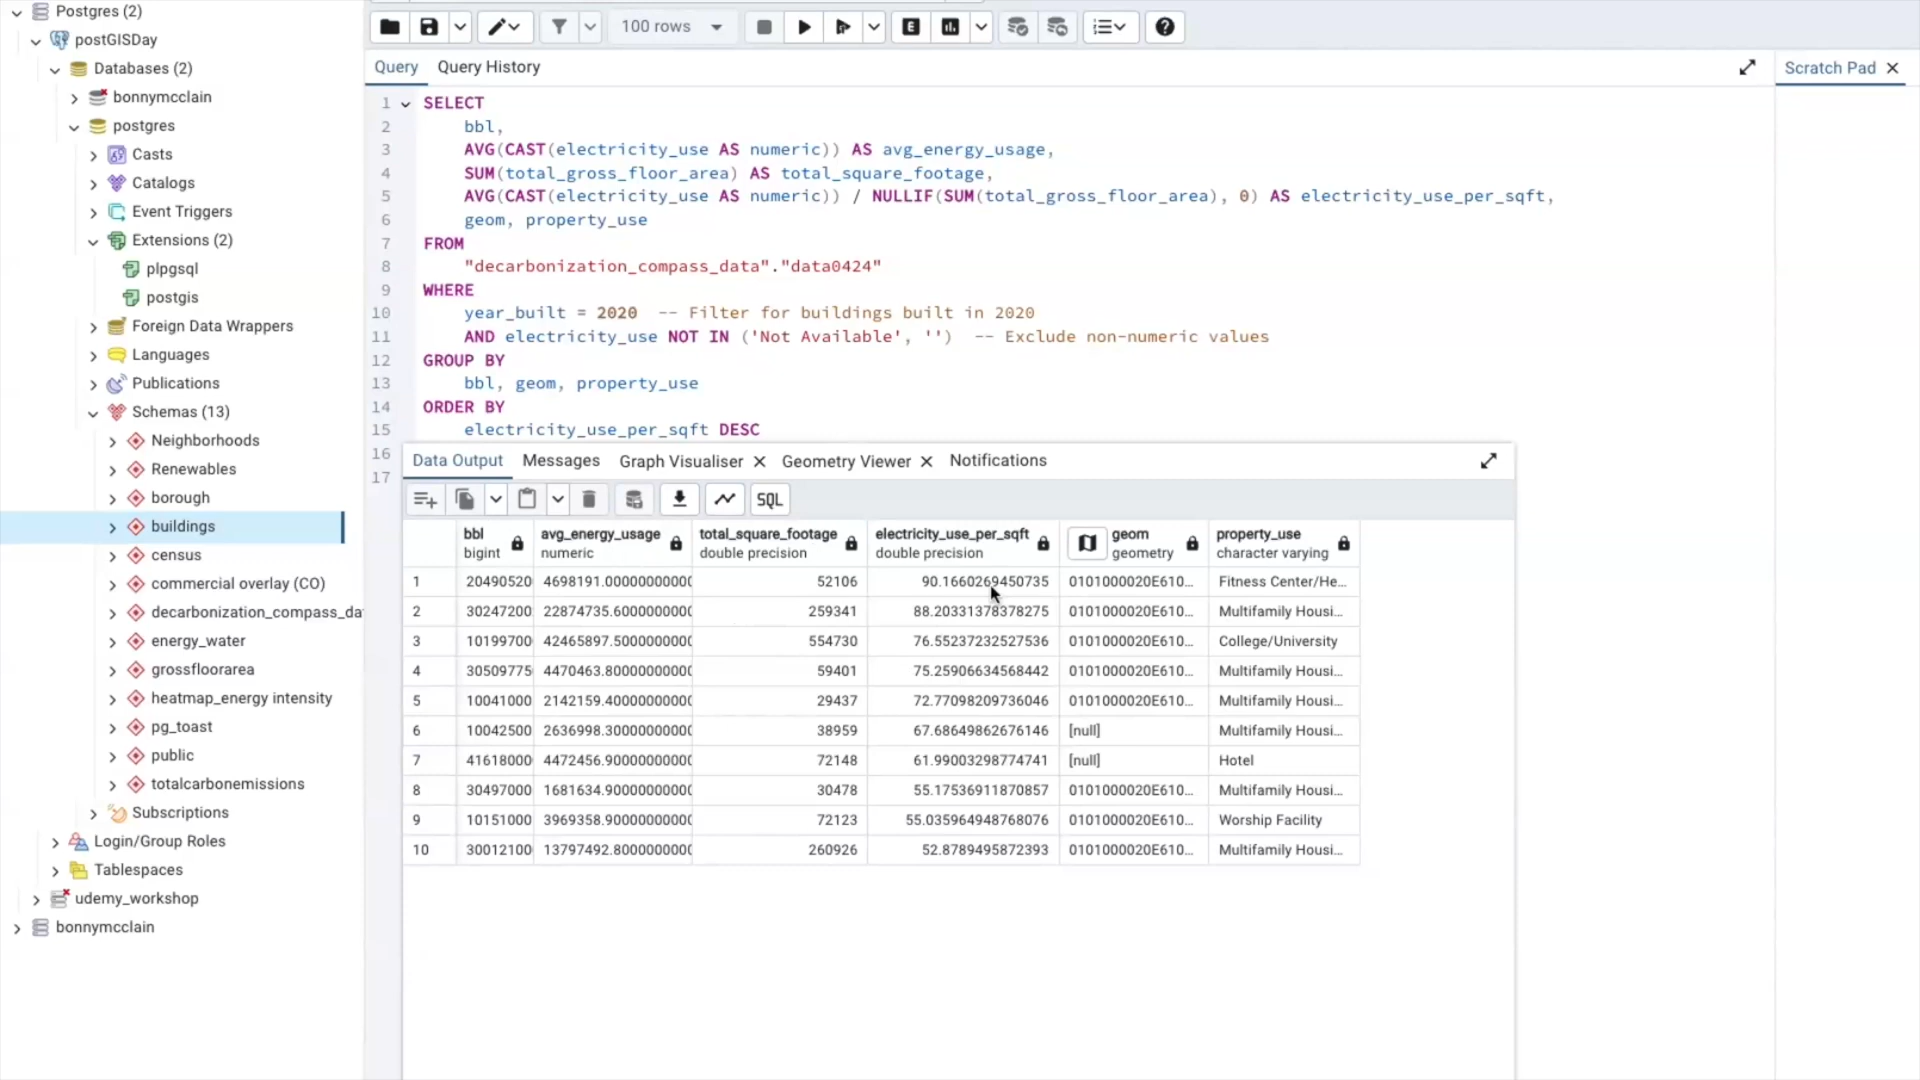 Postgres (2)
postGISDay
Databases (2)
bonnymcclain
postgres
Casts
Catalogs
Event Triggers
Extensions (2)
plpgsql
postgis
Foreign Data Wrappers
Languages
Publications
Schemas (13)
Neighborhoods
Renewables
borough
buildings
census
commercial overlay (CO)
decarbonization_compass_da
energy_water
grossfloorarea
heatmap_energy intensity
pg_toast
public
totalcarbonemissions
Subscriptions
Login/Group Roles
Tablespaces
udemy_workshop
bonnymcclain
100 rows
E
Query Query History
Scratch Pad
1 SELECT
2 bbl,
3 AVG(CAST(electricity_use AS numeric)) AS avg_energy_usage,
4 SUM(total_gross_floor_area) AS total_square_footage,
5 AVG(CAST(electricity_use AS numeric)) / NULLIF(SUM(total_gross_floor_area), 0) AS electricity_use_per_sqft,
6 geom, property_use
7 FROM
8 "decarbonization_compass_data"."data0424"
9 WHERE
10 year_built = 2020 -- Filter for buildings built in 2020
11 AND electricity_use NOT IN ('Not Available', '') -- Exclude non-numeric values
12 GROUP BY
13 bbl, geom, property_use
14 ORDER BY
15 electricity_use_per_sqft DESC
16
17
Data Output Messages Graph Visualiser Geometry Viewer Notifications
SQL
bbl avg_energy_usage total_square_footage electricity_use_per_sqft geom property_use
bigint numeric double precision double precision geometry character varying
1 20490520 4698191.00000000000 52106 90.1660269450735 0101000020E610... Fitness Center/He...
2 30247200 22874735.6000000000 259341 88.20331378378275 0101000020E610... Multifamily Housi...
3 10199700 42465897.5000000000 554730 76.55237232527536 0101000020E610... College/University
4 30509775 4470463.80000000000 59401 75.25906634568442 0101000020E610... Multifamily Housi...
5 10041000 2142159.40000000000 29437 72.77098209736046 0101000020E610... Multifamily Housi...
6 10042500 2636998.30000000000 38959 67.68649862676146 [null] Multifamily Housi...
7 41618000 4472456.90000000000 72148 61.99003298774741 [null] Hotel
8 30497000 1681634.90000000000 30478 55.17536911870857 0101000020E610... Multifamily Housi...
9 10151000 3969358.90000000000 72123 55.035964948768076 0101000020E610... Worship Facility
10 30012100 13797492.8000000000 260926 52.8789495872393 0101000020E610... Multifamily Housi...